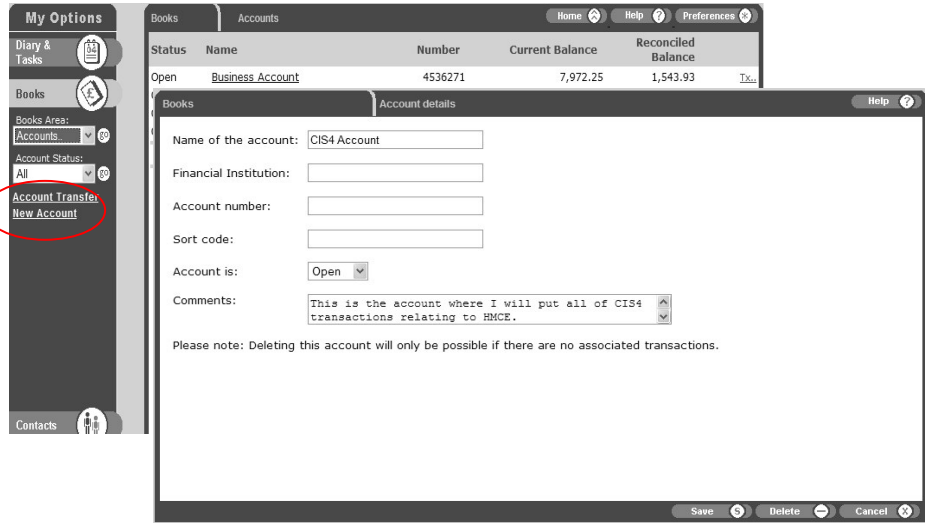 My Options
Books
Accounts
Home
Help ?
Preferences
Diary &
Tasks
04
Status Name Number Current Balance Reconciled
Balance
Open Business Account 4536271 7,972.25 1,543.93 Tx..
Books
£
Books Area:
Accounts.. go
Account Status:
All go
Account Transfer
New Account
Contacts
Books
Account details
Help ?
Name of the account: CIS4 Account
Financial Institution:
Account number:
Sort code:
Account is: Open
Comments: This is the account where I will put all of CIS4
transactions relating to HMCE.
Please note: Deleting this account will only be possible if there are no associated transactions.
Save S
Delete
Cancel X